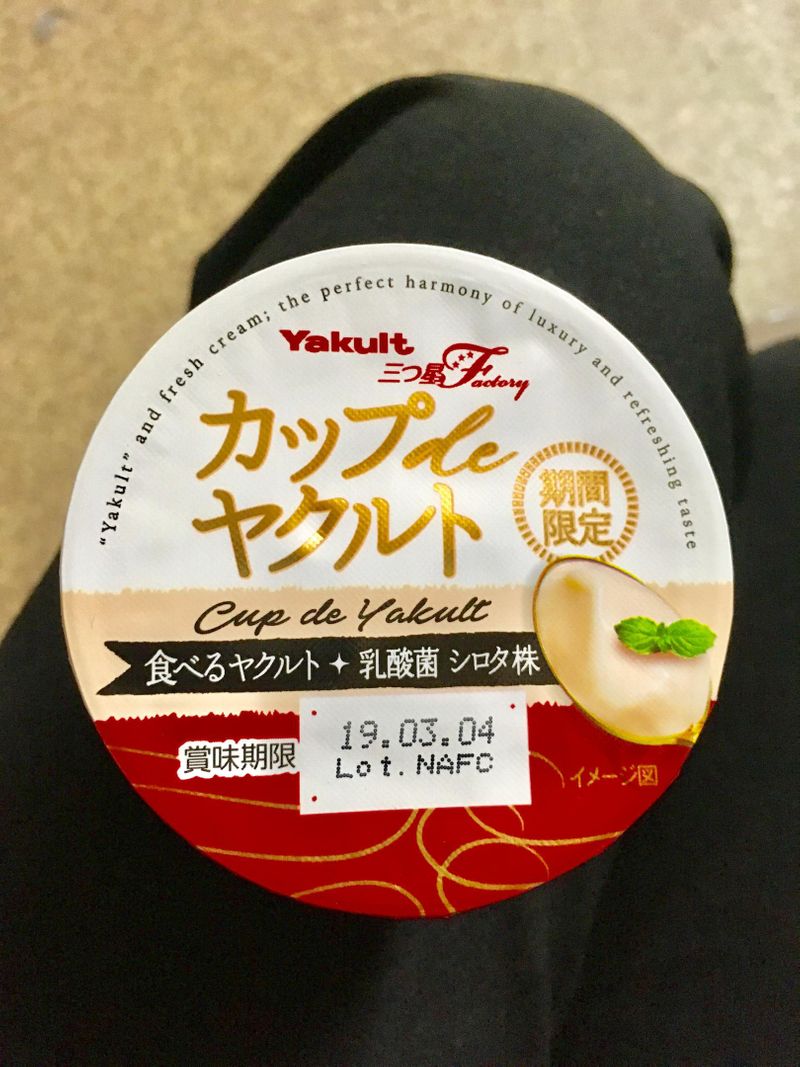 "Yakult" and fresh cream; the perfect harmony of luxury and refreshing taste
Yakult
三つ星Factory
カップde
ヤクルト
期間
限定
Cup de Yakult
食べるヤクルト✦乳酸菌 シロタ株
賞味期限
19.03.04
Lot.NAFC
イメージ図